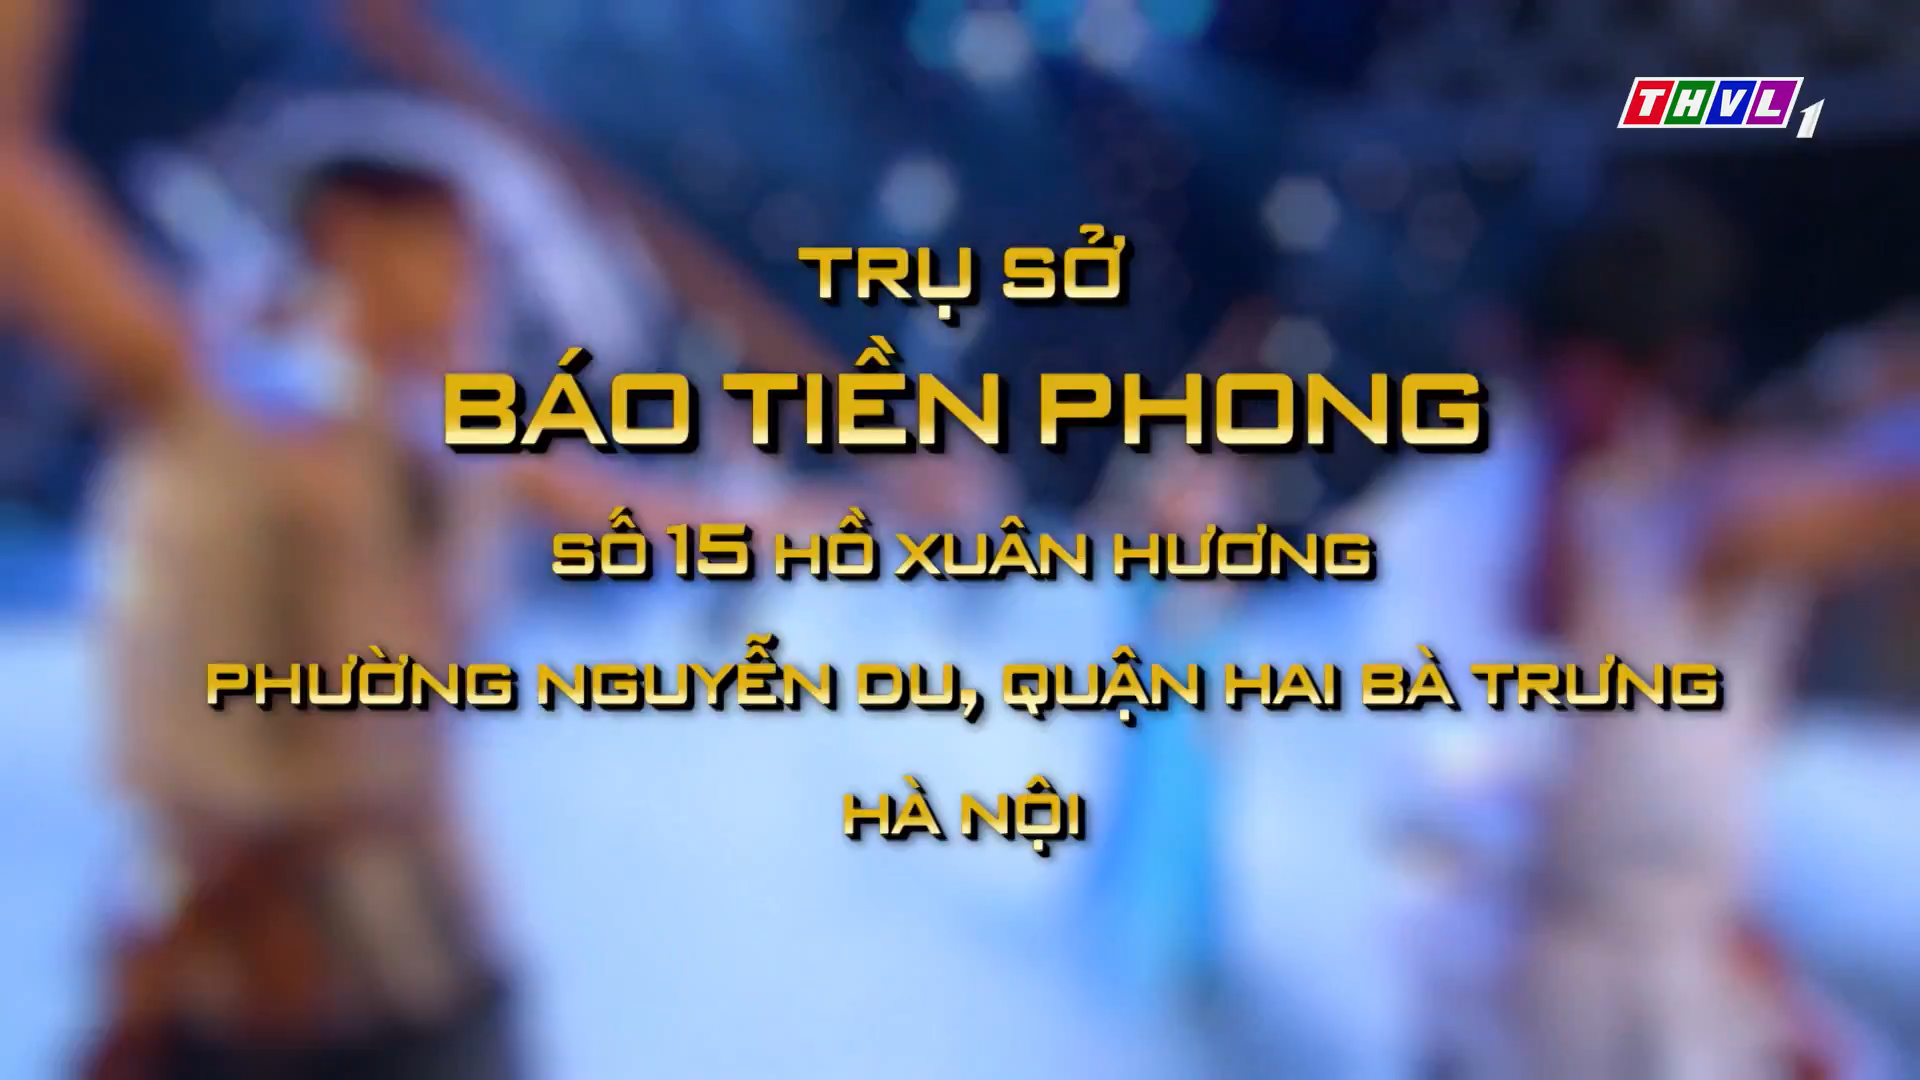 THVL1
TRỤ SỞ
BÁO TIỀN PHONG
SỐ 15 HỒ XUÂN HƯƠNG
PHƯỜNG NGUYỄN DU, QUẬN HAI BÀ TRƯNG
HÀ NỘI